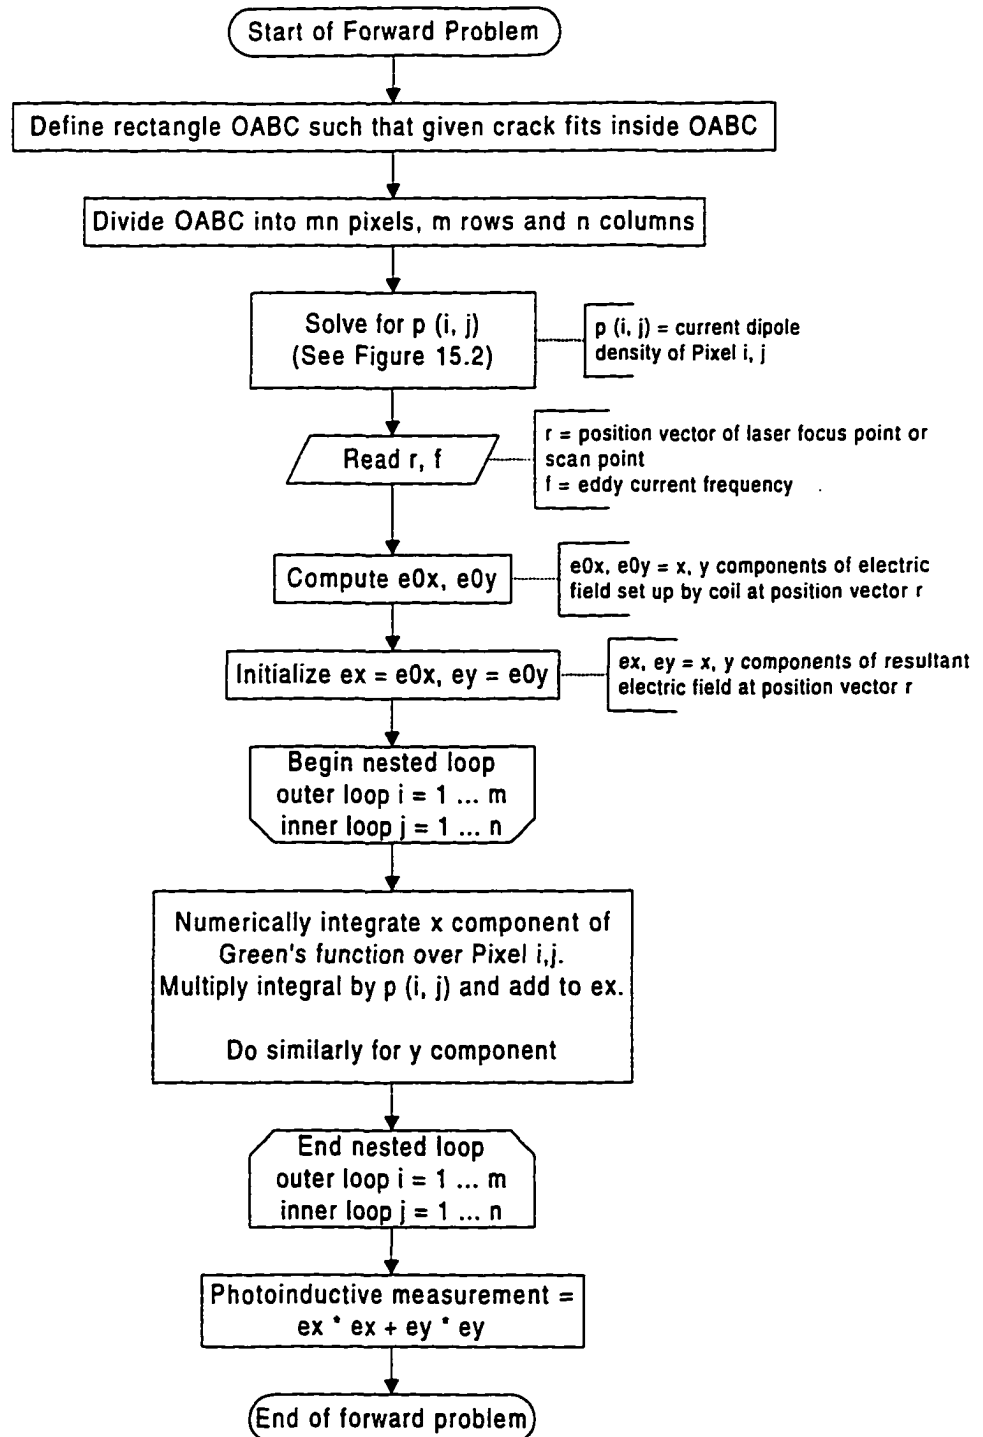 Start of Forward Problem
Define rectangle OABC such that given crack fits inside OABC
Divide OABC into mn pixels, m rows and n columns
Solve for p (i, j)
(See Figure 15.2)
p (i, j) = current dipole
density of Pixel i, j
Read r, f
r = position vector of laser focus point or
scan point
f = eddy current frequency
Compute e0x, e0y
e0x, e0y = x, y components of electric
field set up by coil at position vector r
Initialize ex = e0x, ey = e0y
ex, ey = x, y components of resultant
electric field at position vector r
Begin nested loop
outer loop i = 1 ... m
inner loop j = 1 ... n
Numerically integrate x component of
Green's function over Pixel i,j.
Multiply integral by p (i, j) and add to ex.
Do similarly for y component
End nested loop
outer loop i = 1 ... m
inner loop j = 1 ... n
Photoinductive measurement =
ex * ex + ey * ey
End of forward problem